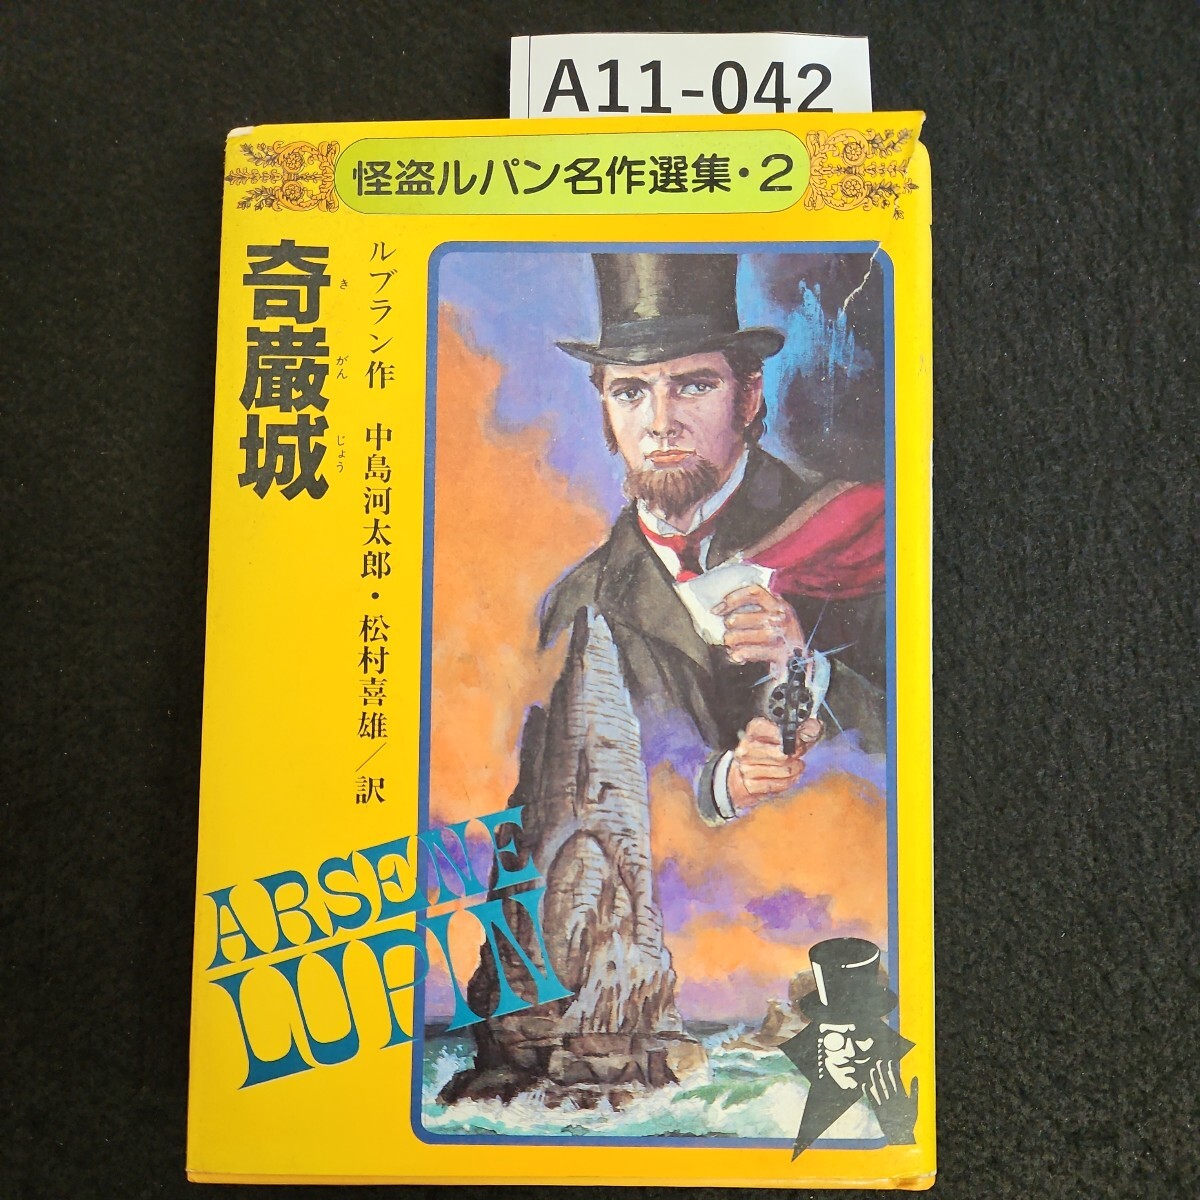 A11-042
怪盗ルパン名作選集・2
奇巌城
きがんじょう
ルブラン作 中島河太郎・松村喜雄／訳
ARSENE
LUPIN